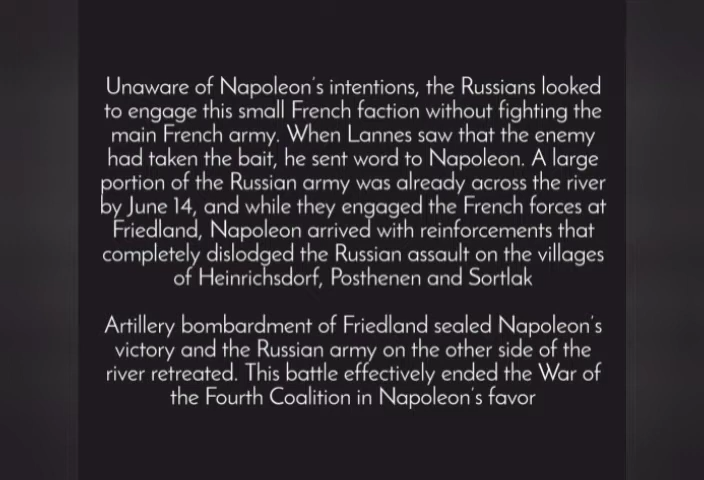 Unaware of Napoleon's intentions, the Russians looked
to engage this small French faction without fighting the
main French army. When Lannes saw that the enemy
had taken the bait, he sent word to Napoleon. A large
portion of the Russian army was already across the river
by June 14, and while they engaged the French forces at
Friedland, Napoleon arrived with reinforcements that
completely dislodged the Russian assault on the villages
of Heinrichsdorf, Posthenen and Sortlak
Artillery bombardment of Friedland sealed Napoleon's
victory and the Russian army on the other side of the
river retreated. This battle effectively ended the War of
the Fourth Coalition in Napoleon's favor